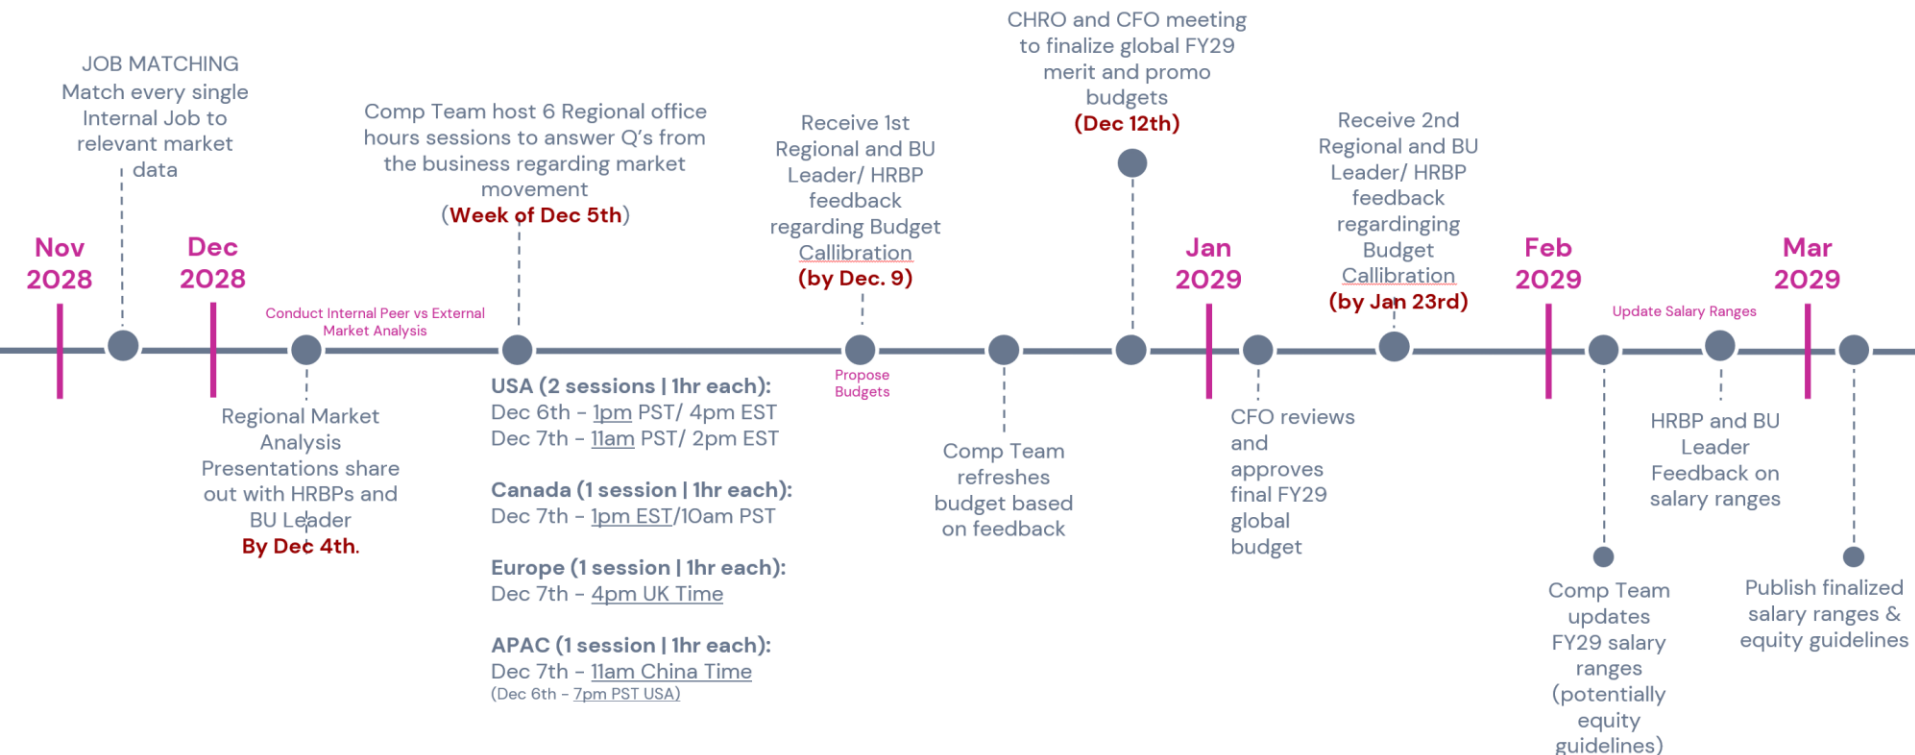 JOB MATCHING
Match every single
Internal Job to
relevant market
data
Nov
2028
Dec
2028
Conduct Internal Peer vs External
Market Analysis
Regional Market
Analysis
Presentations share
out with HRBPs and
BU Leader
By Dec 4th.
Comp Team host 6 Regional office
hours sessions to answer Q's from
the business regarding market
movement
(Week of Dec 5th)
USA (2 sessions | 1hr each):
Dec 6th - 1pm PST/ 4pm EST
Dec 7th - 11am PST/ 2pm EST
Canada (1 session | 1hr each):
Dec 7th - 1pm EST/10am PST
Europe (1 session | 1hr each):
Dec 7th - 4pm UK Time
APAC (1 session | 1hr each):
Dec 7th - 11am China Time
(Dec 6th - 7pm PST USA)
Receive 1st
Regional and BU
Leader/ HRBP
feedback
regarding Budget
Callibration
(by Dec. 9)
Propose
Budgets
Comp Team
refreshes
budget based
on feedback
CHRO and CFO meeting
to finalize global FY29
merit and promo
budgets
(Dec 12th)
Jan
2029
CFO reviews
and
approves
final FY29
global
budget
Receive 2nd
Regional and BU
Leader/ HRBP
feedback
regardinging
Budget
Callibration
(by Jan 23rd)
Feb
2029
Update Salary Ranges
Comp Team
updates
FY29 salary
ranges
(potentially
equity
guidelines)
HRBP and BU
Leader
Feedback on
salary ranges
Mar
2029
Publish finalized
salary ranges &
equity guidelines